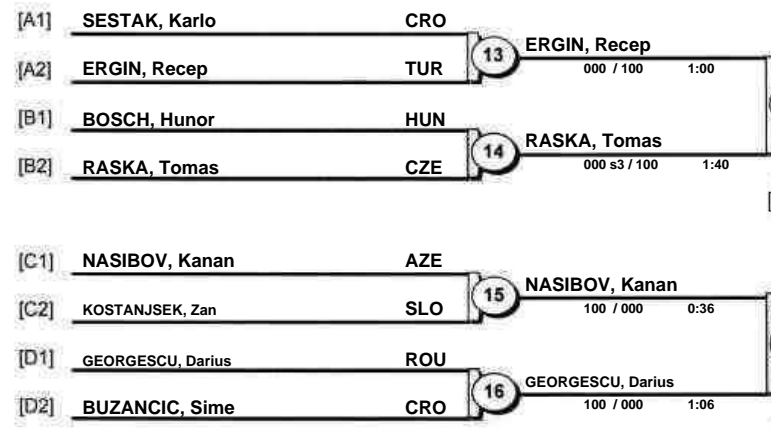 [A1] SESTAK, Karlo CRO
13
ERGIN, Recep
000 / 100 1:00
[A2] ERGIN, Recep TUR
[B1] BOSCH, Hunor HUN
14
RASKA, Tomas
000 s3 / 100 1:40
[B2] RASKA, Tomas CZE
[C1] NASIBOV, Kanan AZE
15
NASIBOV, Kanan
100 / 000 0:36
[C2] KOSTANJSEK, Zan SLO
[D1] GEORGESCU, Darius ROU
16
GEORGESCU, Darius
100 / 000 1:06
[D2] BUZANCIC, Sime CRO